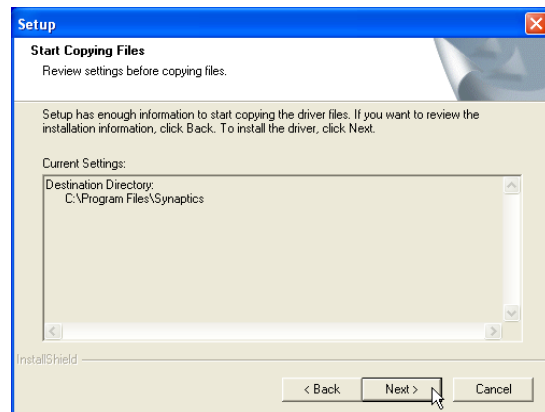 Setup
Start Copying Files
Review settings before copying files.
Setup has enough information to start copying the driver files. If you want to review the
installation information, click Back. To install the driver, click Next.
Current Settings:
Destination Directory:
C:\Program Files\Synaptics
InstallShield
< Back
Next >
Cancel